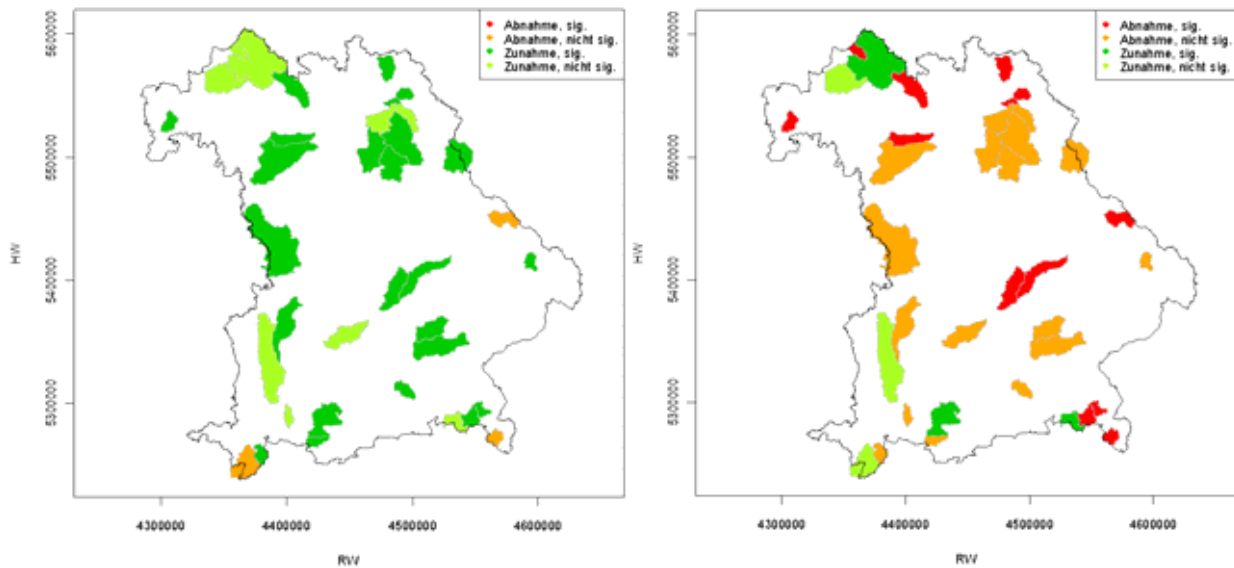 Abnahme, sig.
Abnahme, nicht sig.
Zunahme, sig.
Zunahme, nicht sig.
5600000
5500000
5400000
5300000
HW
4300000
4400000
4500000
4600000
RW
Abnahme, sig.
Abnahme, nicht sig.
Zunahme, sig.
Zunahme, nicht sig.
5600000
5500000
5400000
5300000
HW
4300000
4400000
4500000
4600000
RW